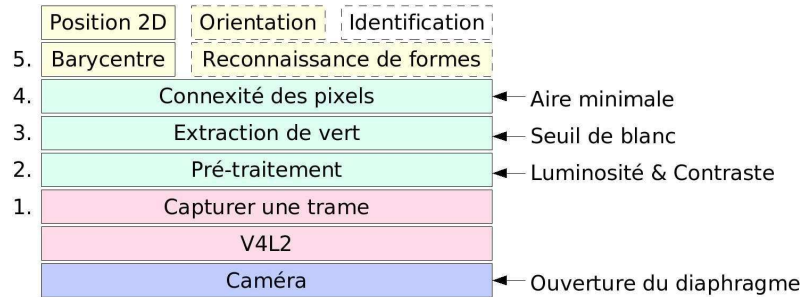 Position 2D Orientation Identification
5. Barycentre Reconnaissance de formes
4. Connexité des pixels Aire minimale
3. Extraction de vert Seuil de blanc
2. Pré-traitement Luminosité & Contraste
1. Capturer une trame
V4L2
Caméra Ouverture du diaphragme